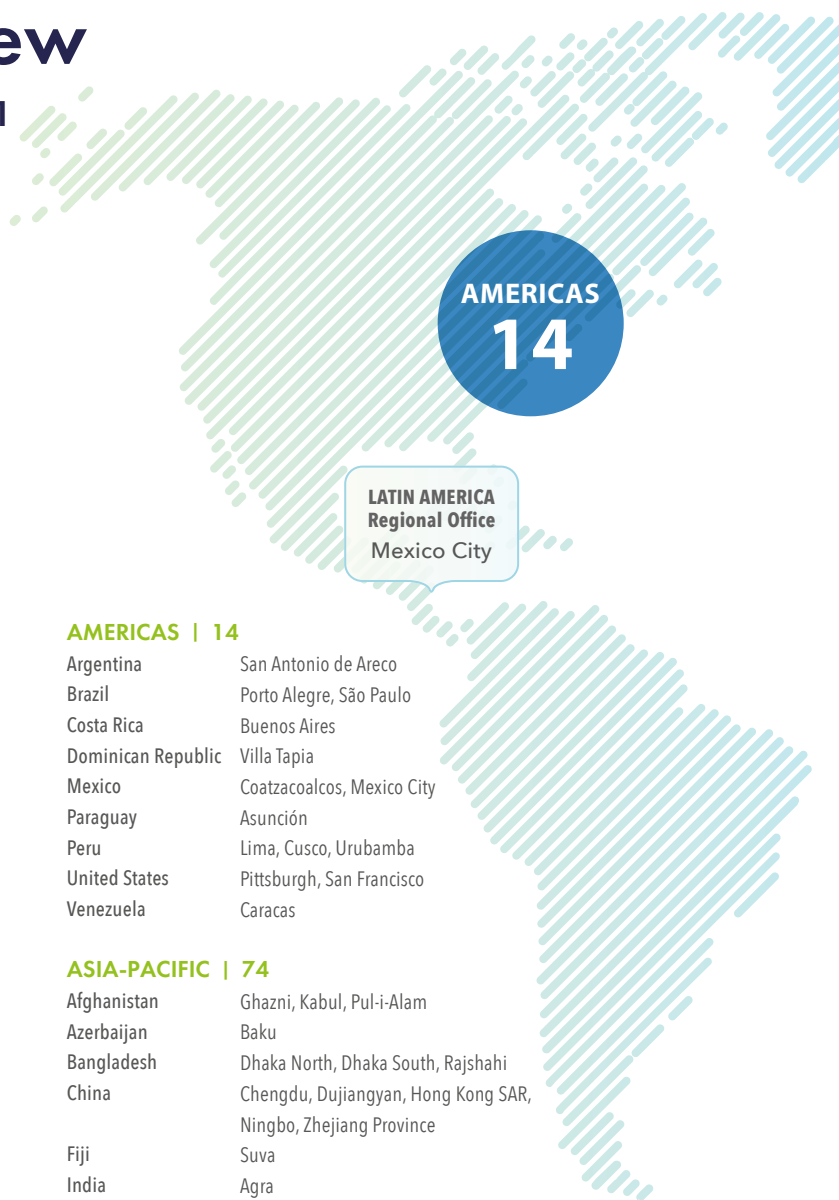 ew
AMERICAS
14
LATIN AMERICA
Regional Office
Mexico City
AMERICAS | 14
Argentina San Antonio de Areco
Brazil Porto Alegre, São Paulo
Costa Rica Buenos Aires
Dominican Republic Villa Tapia
Mexico Coatzacoalcos, Mexico City
Paraguay Asunción
Peru Lima, Cusco, Urubamba
United States Pittsburgh, San Francisco
Venezuela Caracas
ASIA-PACIFIC | 74
Afghanistan Ghazni, Kabul, Pul-i-Alam
Azerbaijan Baku
Bangladesh Dhaka North, Dhaka South, Rajshahi
China Chengdu, Dujiangyan, Hong Kong SAR,
Ningbo, Zhejiang Province
Fiji Suva
India Agra